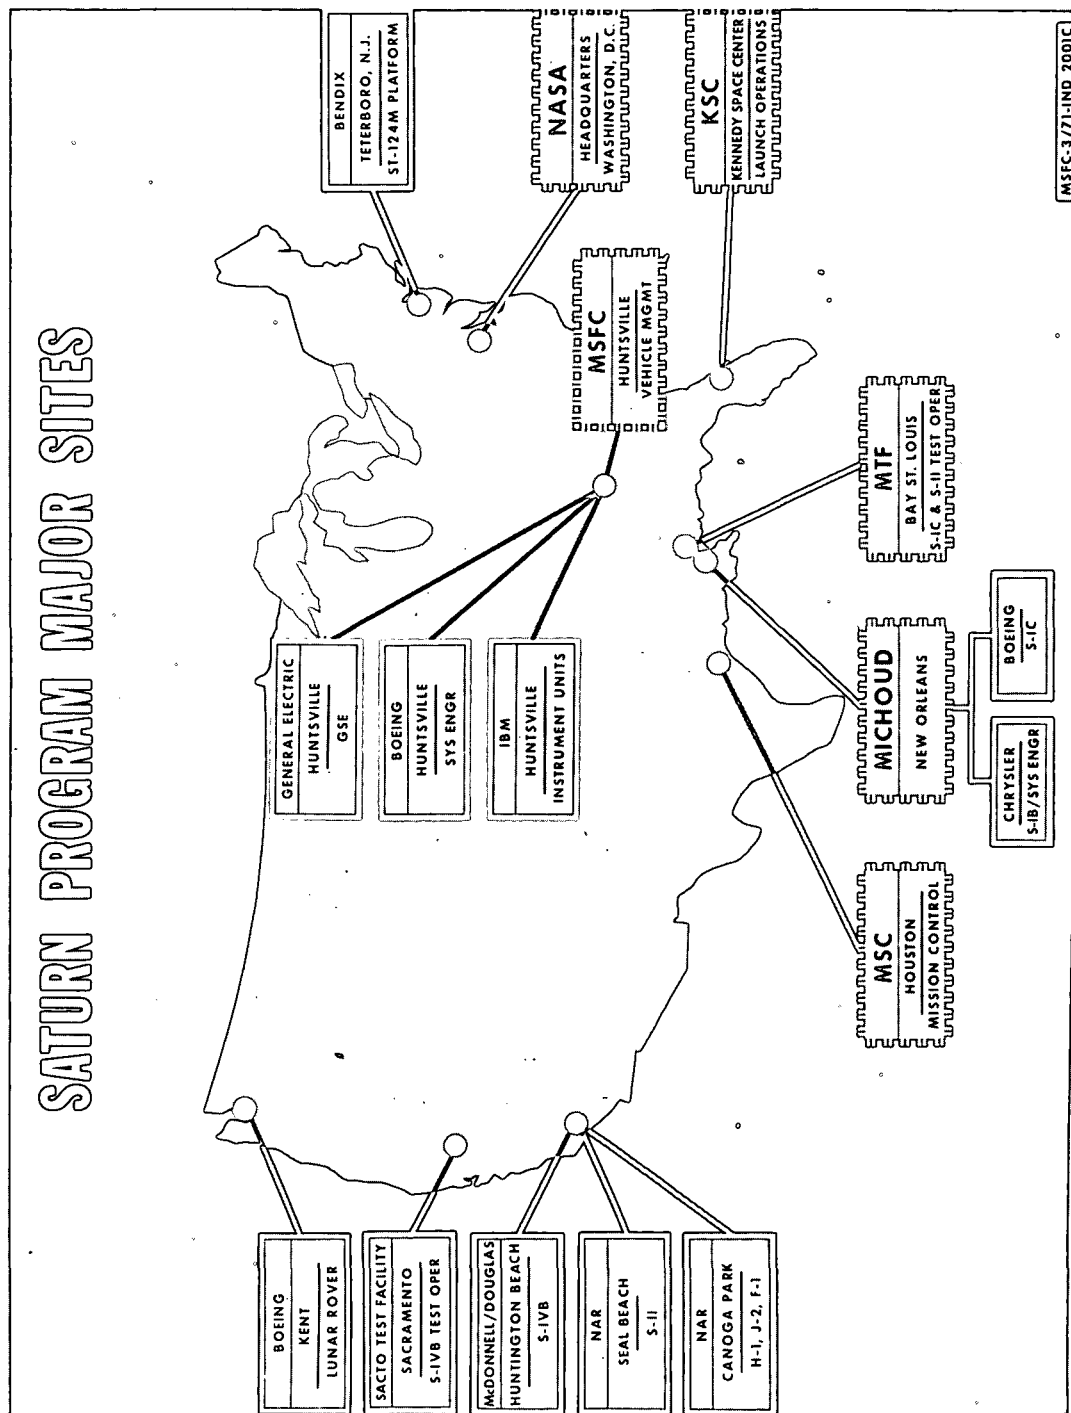 SATURN PROGRAM MAJOR SITES
BOEING
KENT
LUNAR ROVER
SACTO TEST FACILITY
SACRAMENTO
S-IVB TEST OPER
McDONNELL/DOUGLAS
HUNTINGTON BEACH
S-IVB
NAR
SEAL BEACH
S-II
NAR
CANOGA PARK
H-1, J-2, F-1
GENERAL ELECTRIC
HUNTSVILLE
GSE
BOEING
HUNTSVILLE
SYS ENGR
IBM
HUNTSVILLE
INSTRUMENT UNITS
BENDIX
TETERBORO, N.J.
ST-124M PLATFORM
NASA
HEADQUARTERS
WASHINGTON, D.C.
MSFC
HUNTSVILLE
VEHICLE MGMT
KSC
KENNEDY SPACE CENTER
LAUNCH OPERATIONS
MSC
HOUSTON
MISSION CONTROL
MICHOUD
NEW ORLEANS
MTF
BAY ST. LOUIS
S-IC & S-II TEST OPER
CHRYSLER
S-IB/SYS ENGR
BOEING
S-IC
MSFC-3/71-IND 2001C